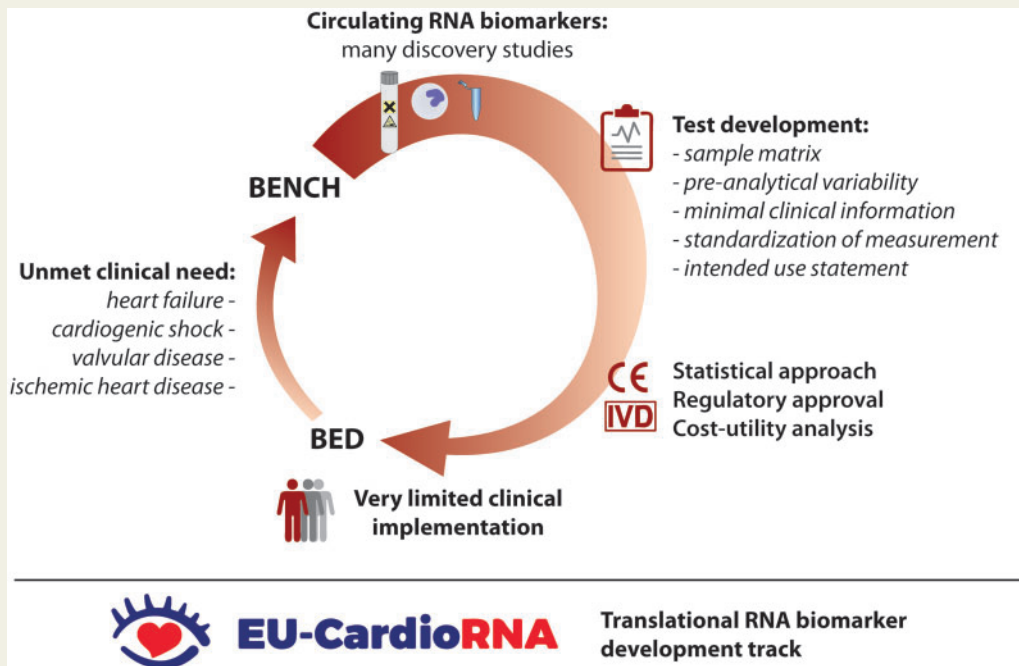 Circulating RNA biomarkers:
many discovery studies
Test development:
- sample matrix
- pre-analytical variability
- minimal clinical information
- standardization of measurement
- intended use statement
BENCH
Unmet clinical need:
heart failure -
cardiogenic shock -
valvular disease -
ischemic heart disease -
CE
IVD
Statistical approach
Regulatory approval
Cost-utility analysis
BED
Very limited clinical
implementation
EU-CardioRNA
Translational RNA biomarker
development track